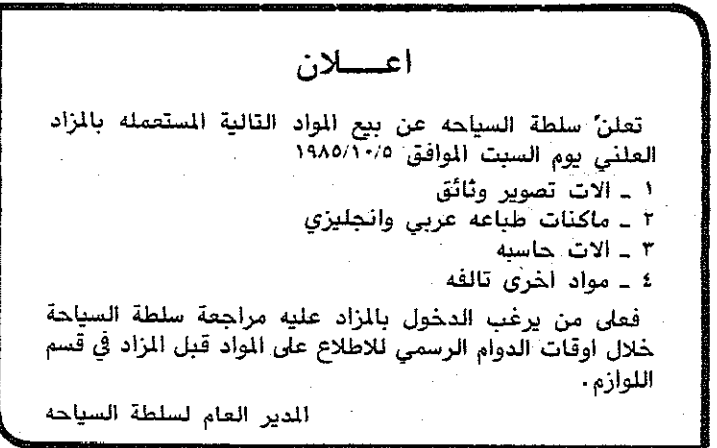 اعـــــلان
تعلن سلطة السياحه عن بيع المواد التالية المستعمله بالمزاد
العلني يوم السبت الموافق ١٩٨٥/١٠/٥
١ ـ الات تصوير وثائق
٢ ـ ماكنات طباعه عربي وانجليزي
٣ ـ الات حاسبه
٤ ـ مواد اخرى تالفه
فعلى من يرغب الدخول بالمزاد عليه مراجعة سلطة السياحة
خلال اوقات الدوام الرسمي للاطلاع على المواد قبل المزاد في قسم
اللوازم.
المدير العام لسلطة السياحه